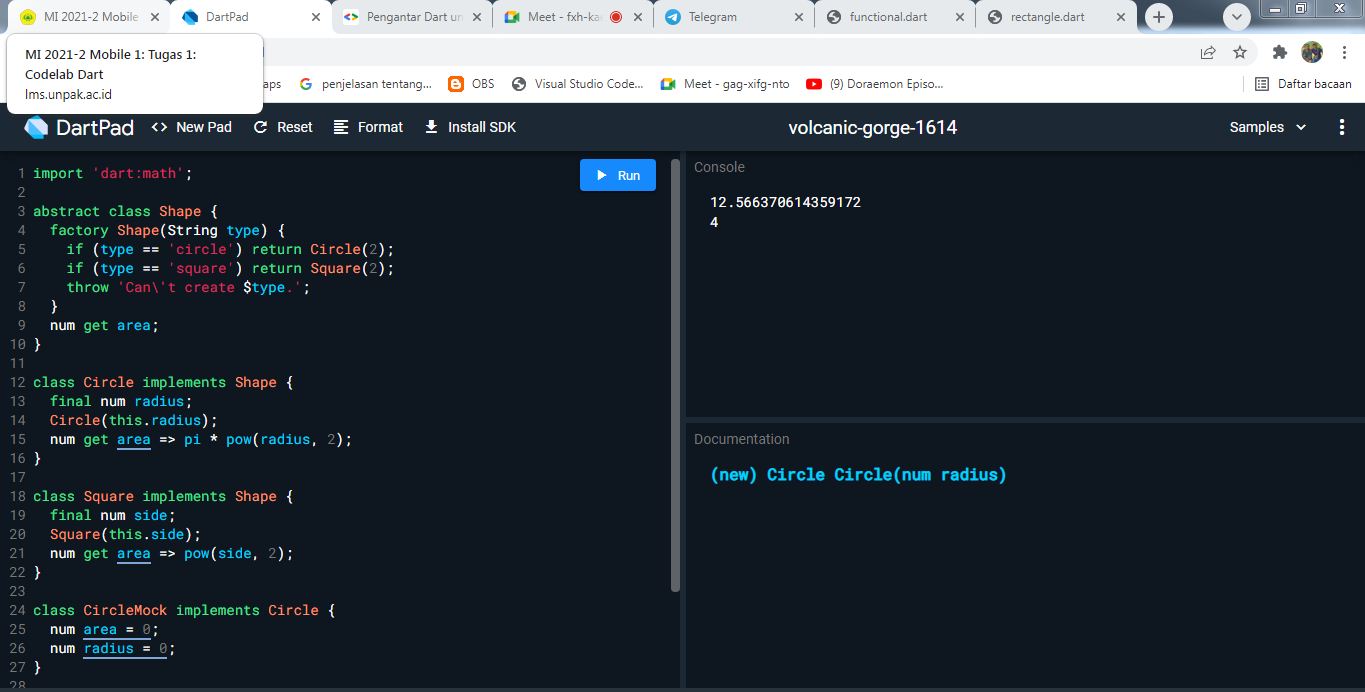 MI 2021-2 Mobile
DartPad
Pengantar Dart un
Meet - fxh-ka
Telegram
functional.dart
rectangle.dart
MI 2021-2 Mobile 1: Tugas 1:
Codelab Dart
lms.unpak.ac.id
aps
penjelasan tentang...
OBS
Visual Studio Code...
Meet - gag-xifg-nto
(9) Doraemon Episo...
Daftar bacaan
DartPad
<> New Pad
Reset
Format
Install SDK
volcanic-gorge-1614
Samples
Run
1 import 'dart:math';
2
3 abstract class Shape {
4   factory Shape(String type) {
5     if (type == 'circle') return Circle(2);
6     if (type == 'square') return Square(2);
7     throw 'Can\'t create $type.';
8   }
9   num get area;
10 }
11
12 class Circle implements Shape {
13   final num radius;
14   Circle(this.radius);
15   num get area => pi * pow(radius, 2);
16 }
17
18 class Square implements Shape {
19   final num side;
20   Square(this.side);
21   num get area => pow(side, 2);
22 }
23
24 class CircleMock implements Circle {
25   num area = 0;
26   num radius = 0;
27 }
28
Console
12.566370614359172
4
Documentation
(new) Circle Circle(num radius)